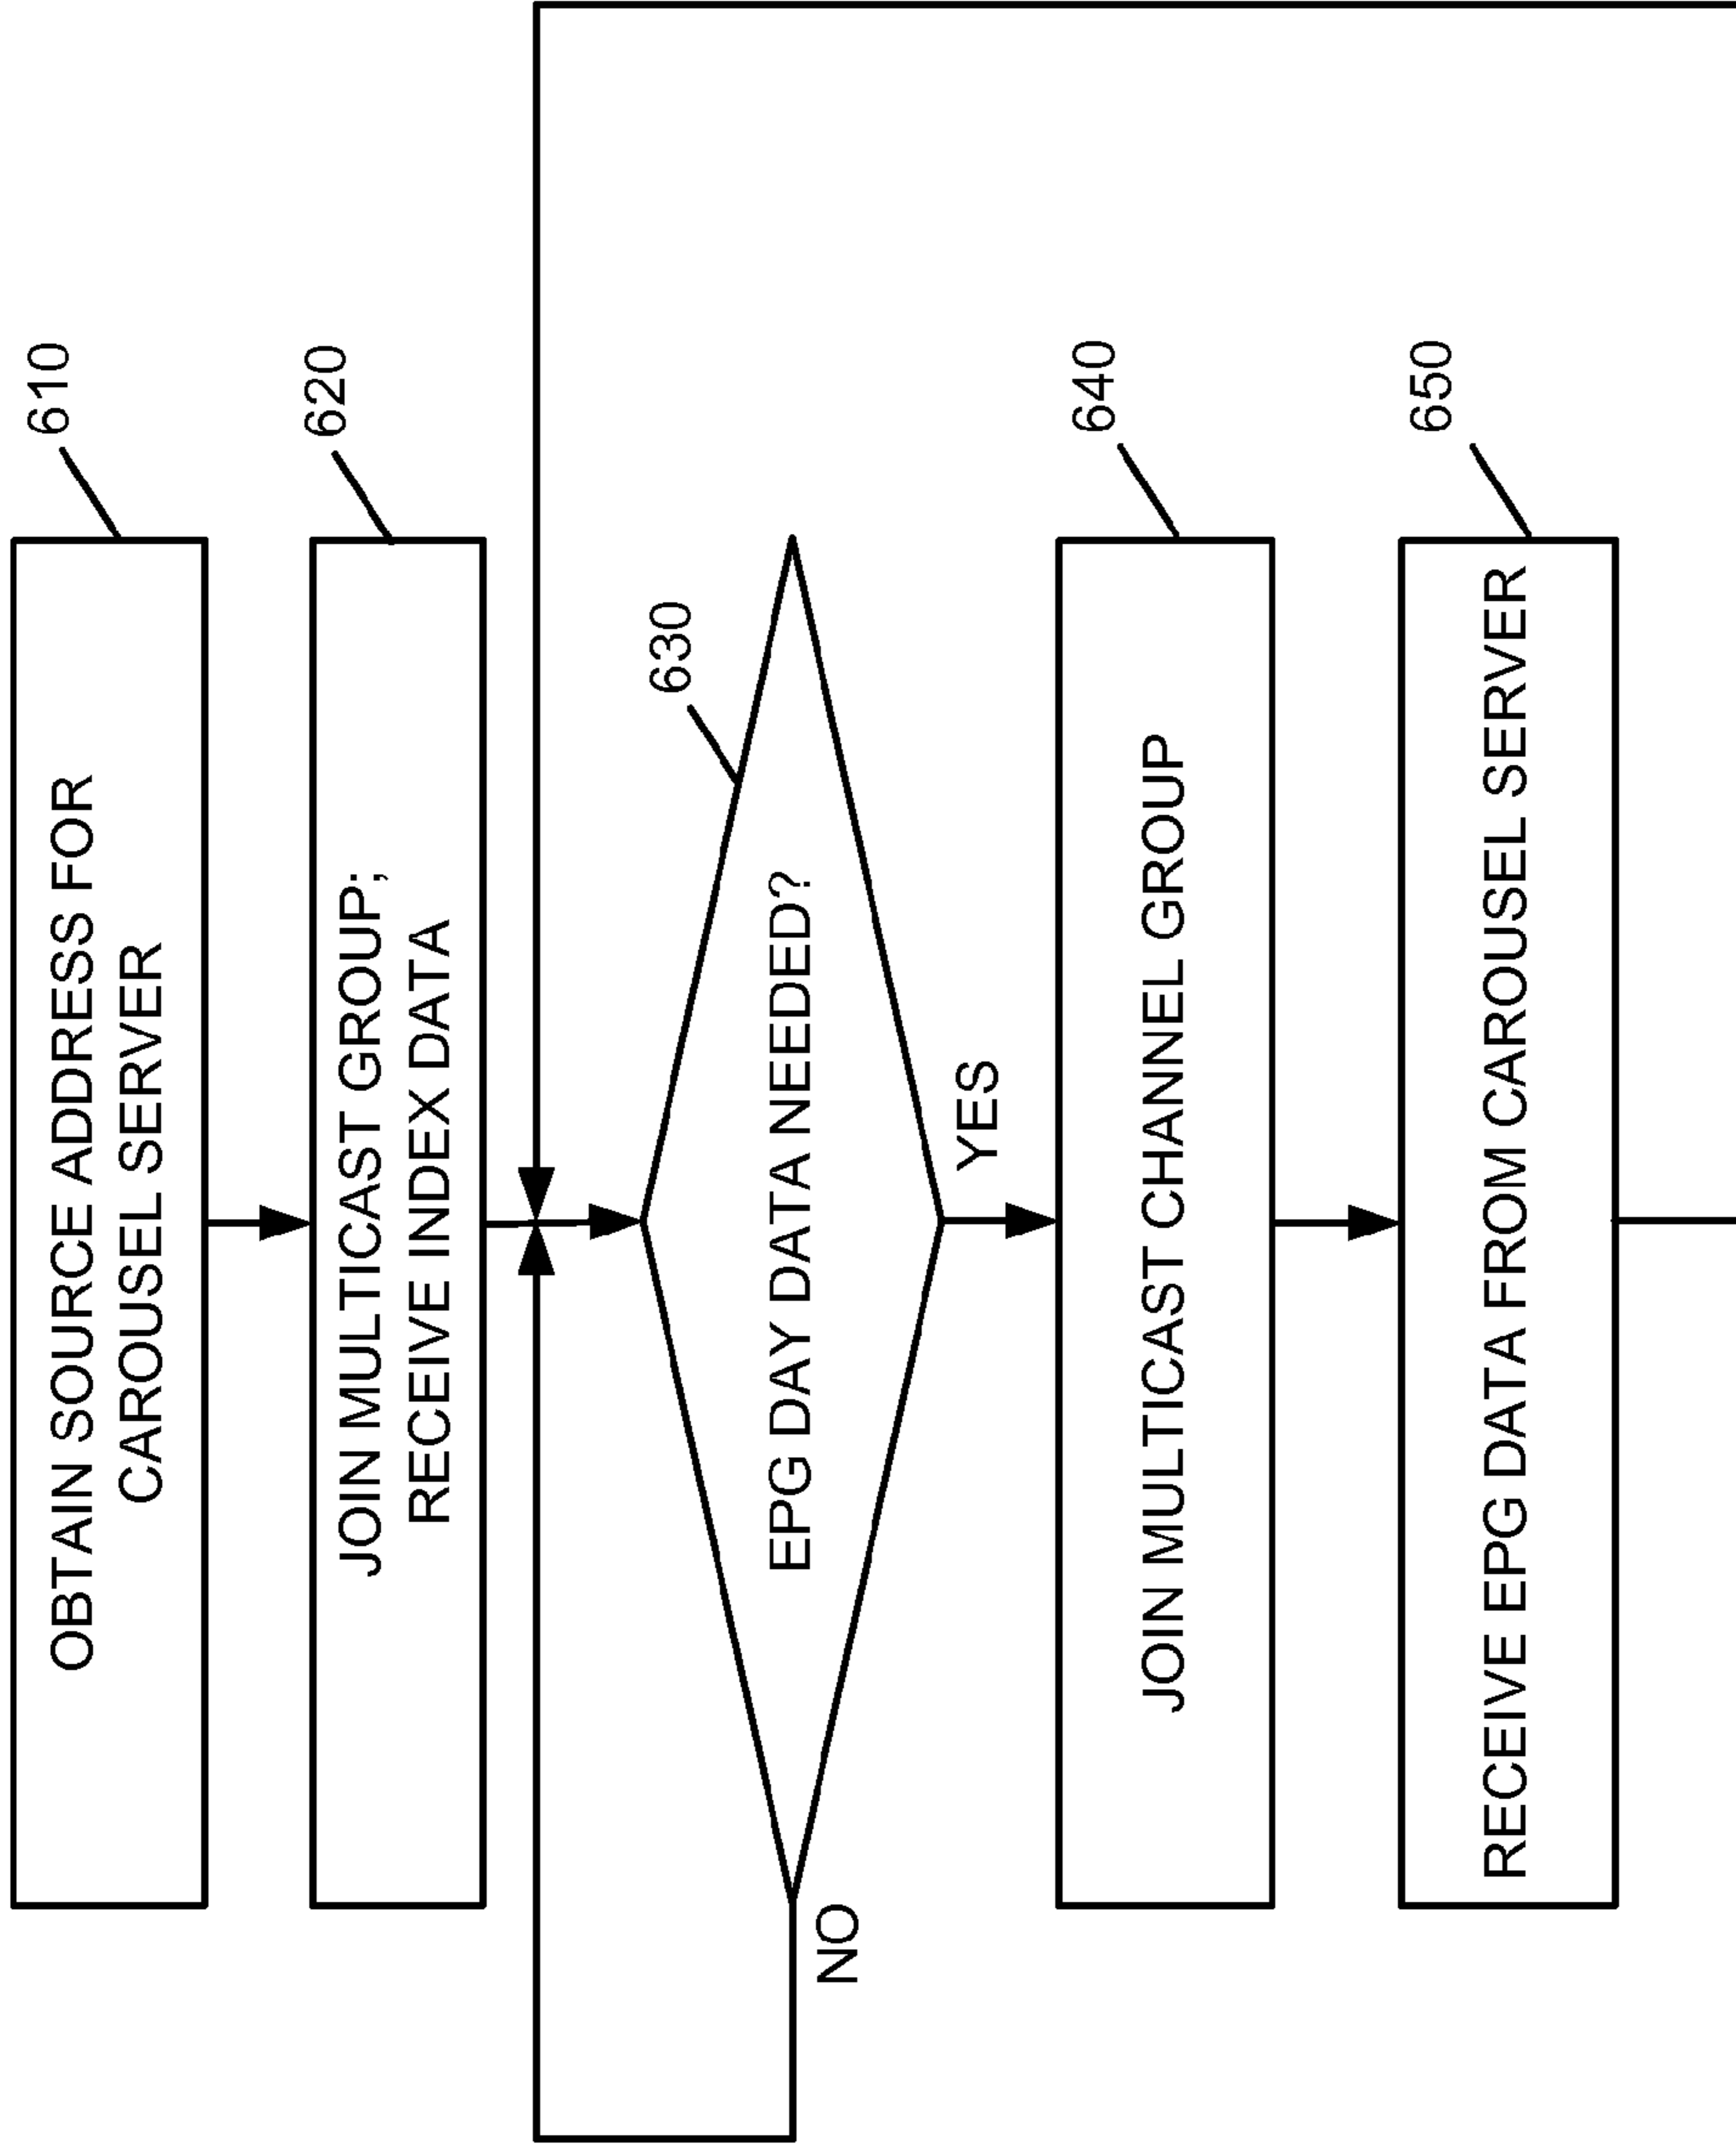 OBTAIN SOURCE ADDRESS FOR
CAROUSEL SERVER
610
JOIN MULTICAST GROUP;
RECEIVE INDEX DATA
620
EPG DAY DATA NEEDED?
630
NO
YES
JOIN MULTICAST CHANNEL GROUP
640
RECEIVE EPG DATA FROM CAROUSEL SERVER
650